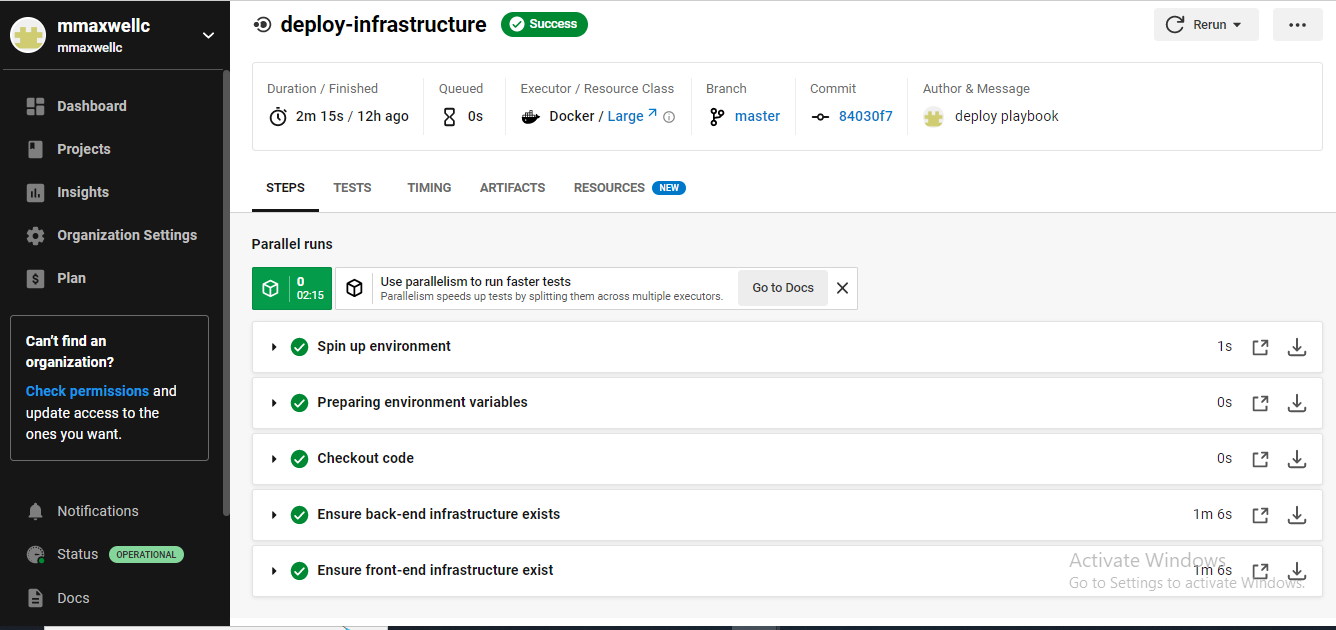 mmaxwellc
mmaxwellc
Dashboard
Projects
Insights
Organization Settings
Plan
Can't find an
organization?
Check permissions and
update access to the
ones you want.
Notifications
Status OPERATIONAL
Docs
deploy-infrastructure Success
Rerun
Duration / Finished
2m 15s / 12h ago
Queued
0s
Executor / Resource Class
Docker / Large
Branch
master
Commit
84030f7
Author & Message
deploy playbook
STEPS TESTS TIMING ARTIFACTS RESOURCES NEW
Parallel runs
0
02:15
Use parallelism to run faster tests
Parallelism speeds up tests by splitting them across multiple executors.
Go to Docs
Spin up environment 1s
Preparing environment variables 0s
Checkout code 0s
Ensure back-end infrastructure exists 1m 6s
Ensure front-end infrastructure exist 1m 6s
Activate Windows
Go to Settings to activate Windows.